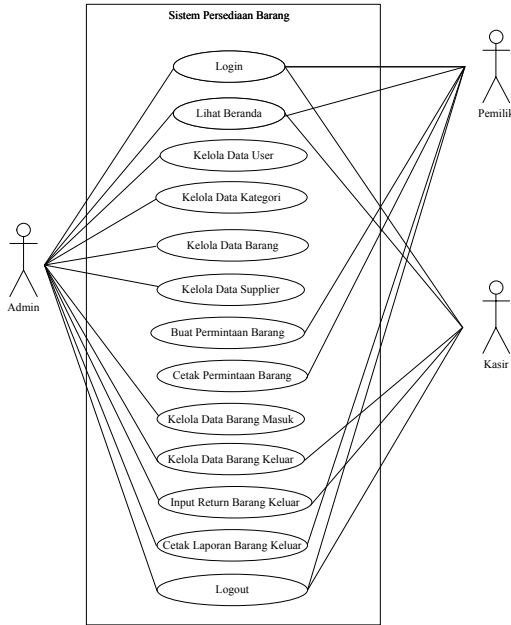 Sistem Persediaan Barang
Login
Pemilik
Lihat Beranda
Kelola Data User
Kelola Data Kategori
Kelola Data Barang
Admin
Kelola Data Supplier
Buat Permintaan Barang
Kasir
Cetak Permintaan Barang
Kelola Data Barang Masuk
Kelola Data Barang Keluar
Input Return Barang Keluar
Cetak Laporan Barang Keluar
Logout